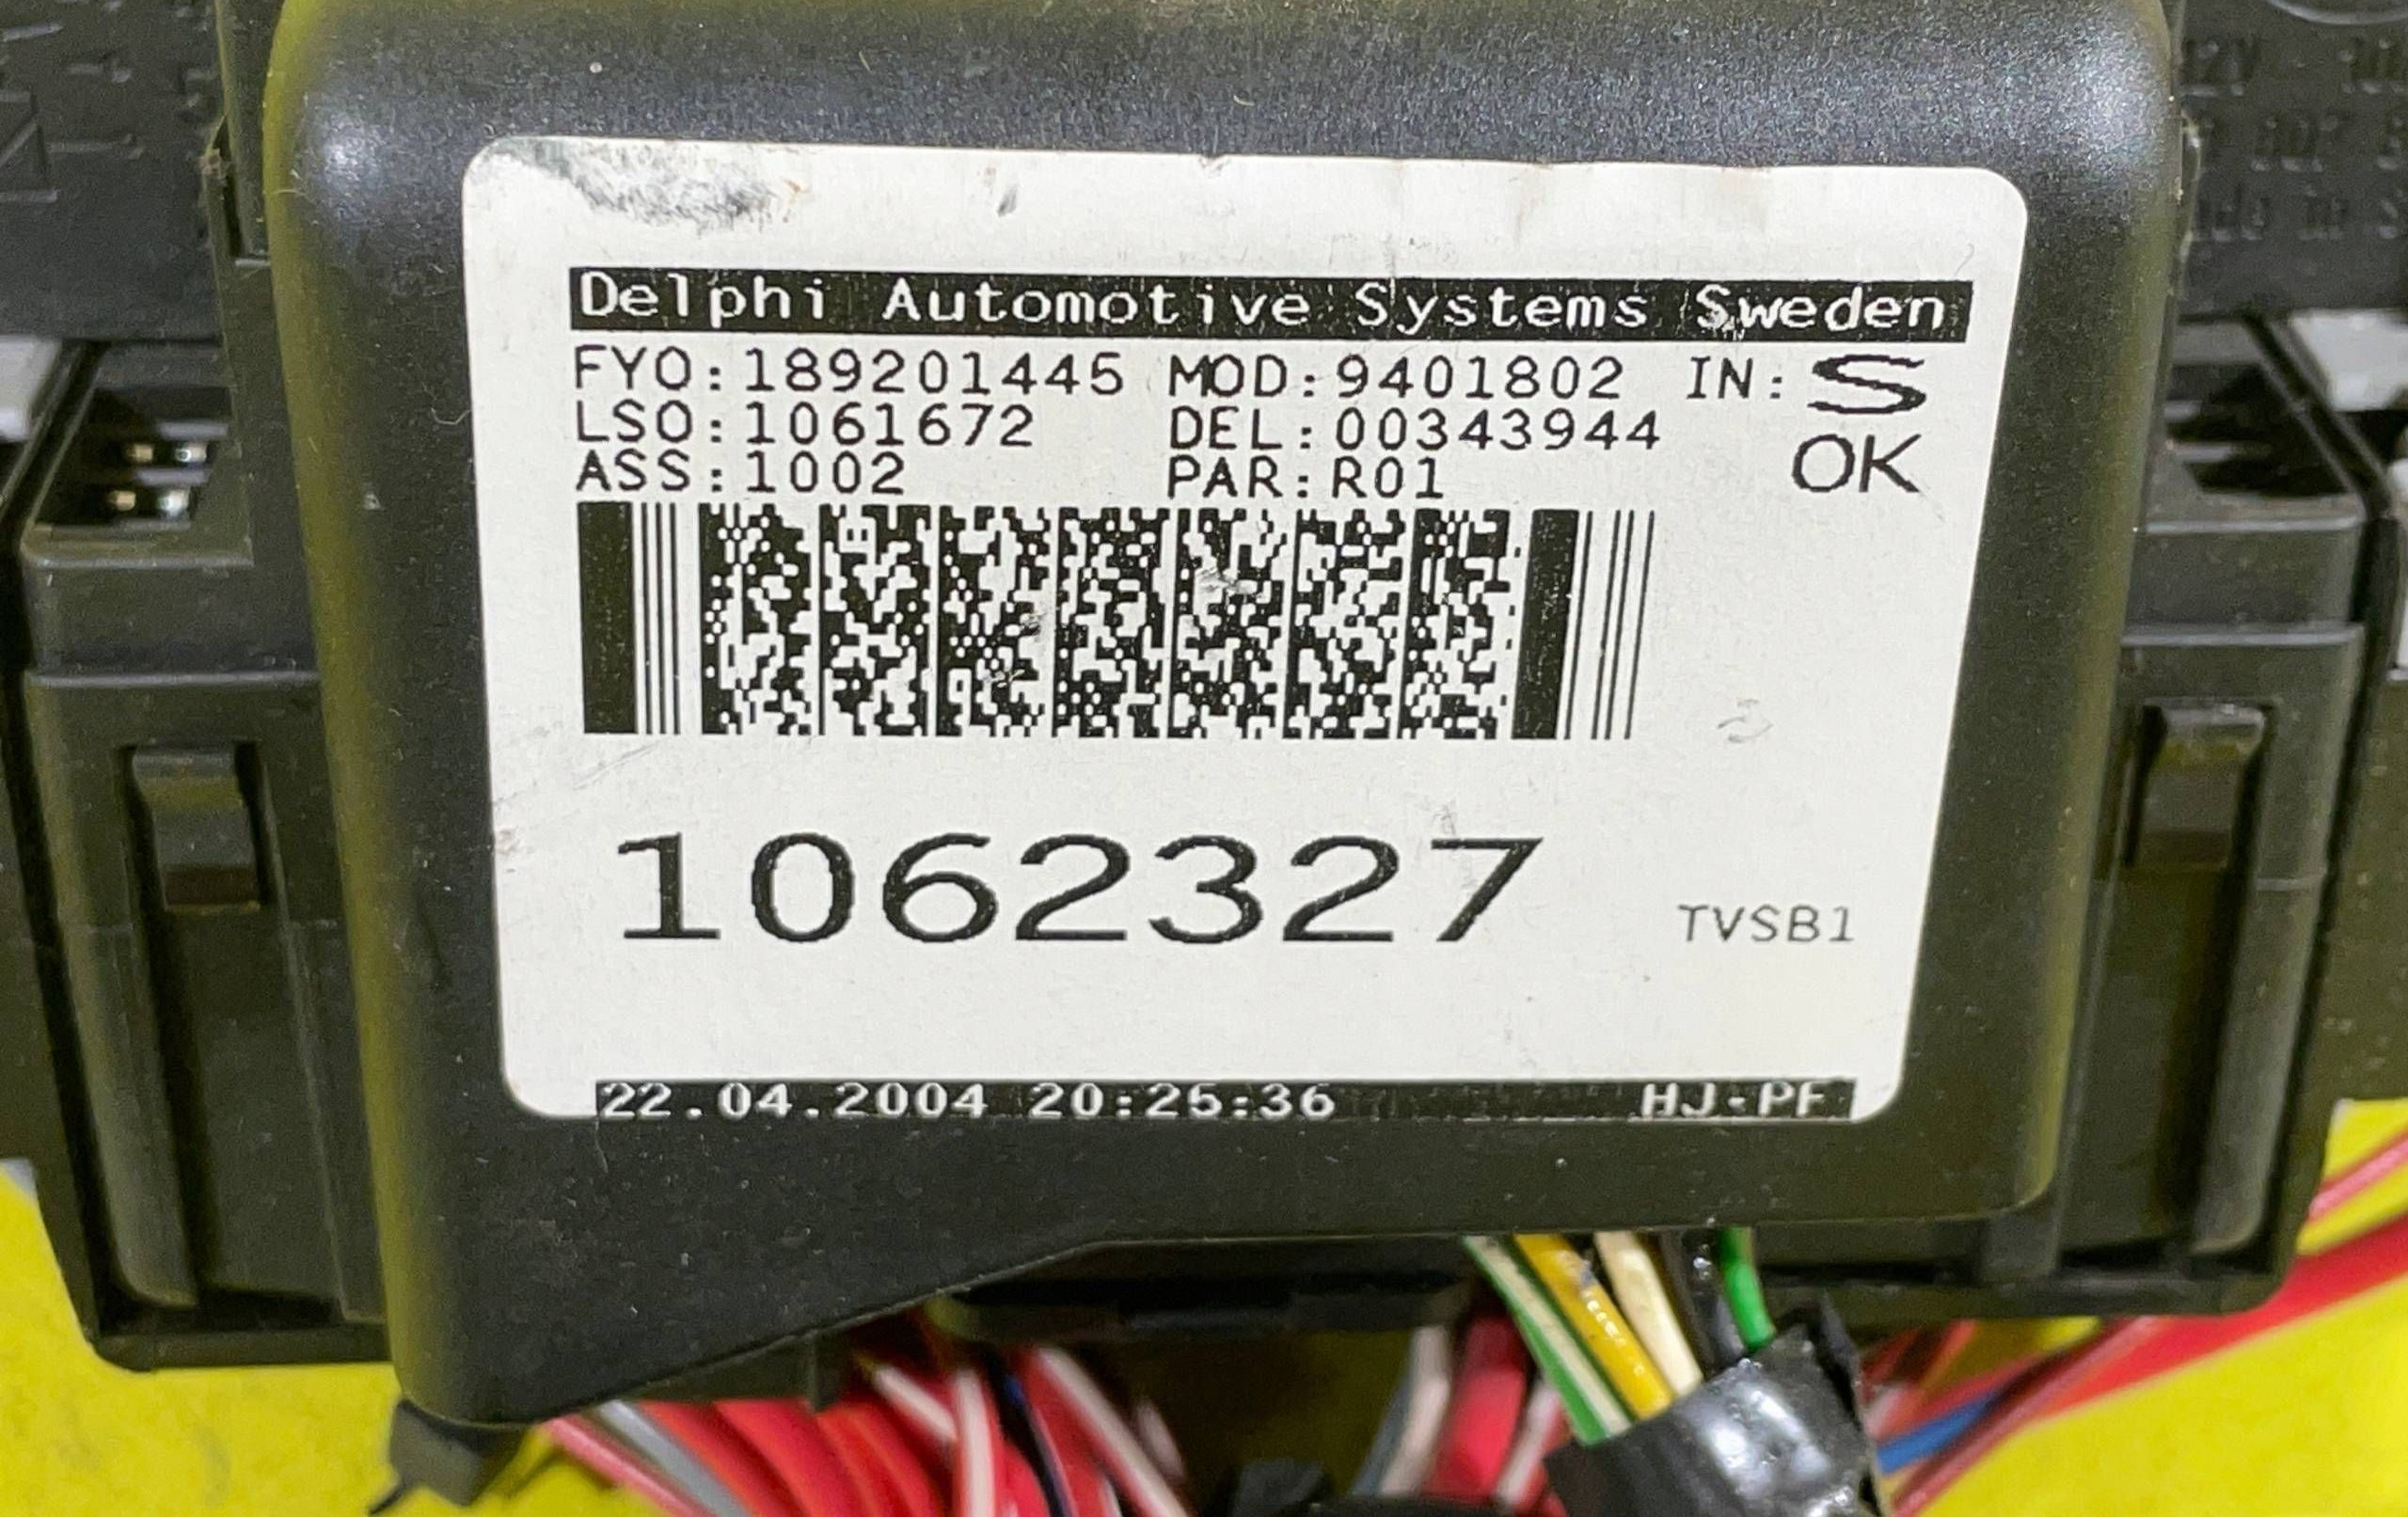 Delphi Automotive Systems Sweden
FYO:189201445 MOD:9401802 IN:S
LSO:1061672 DEL:00343944 OK
ASS:1002 PAR:R01
1062327 TVSB1
22.04.2004 20:25:36 HJ-PF
12V